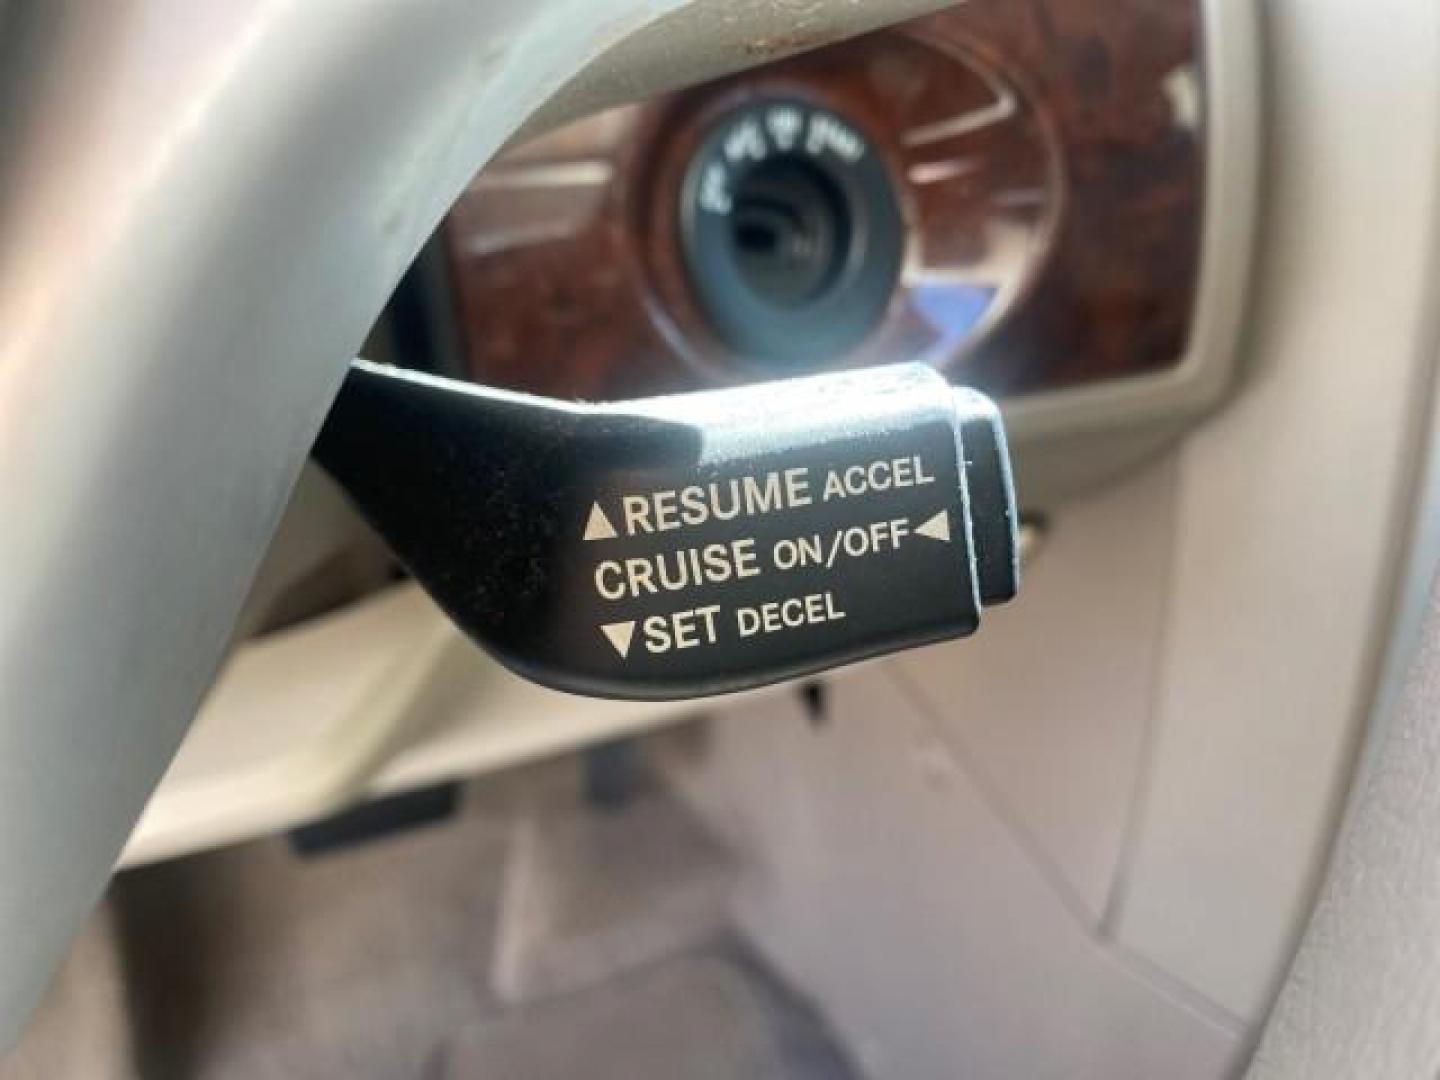 ▲RESUME ACCEL
CRUISE ON/OFF◀
▼SET DECEL